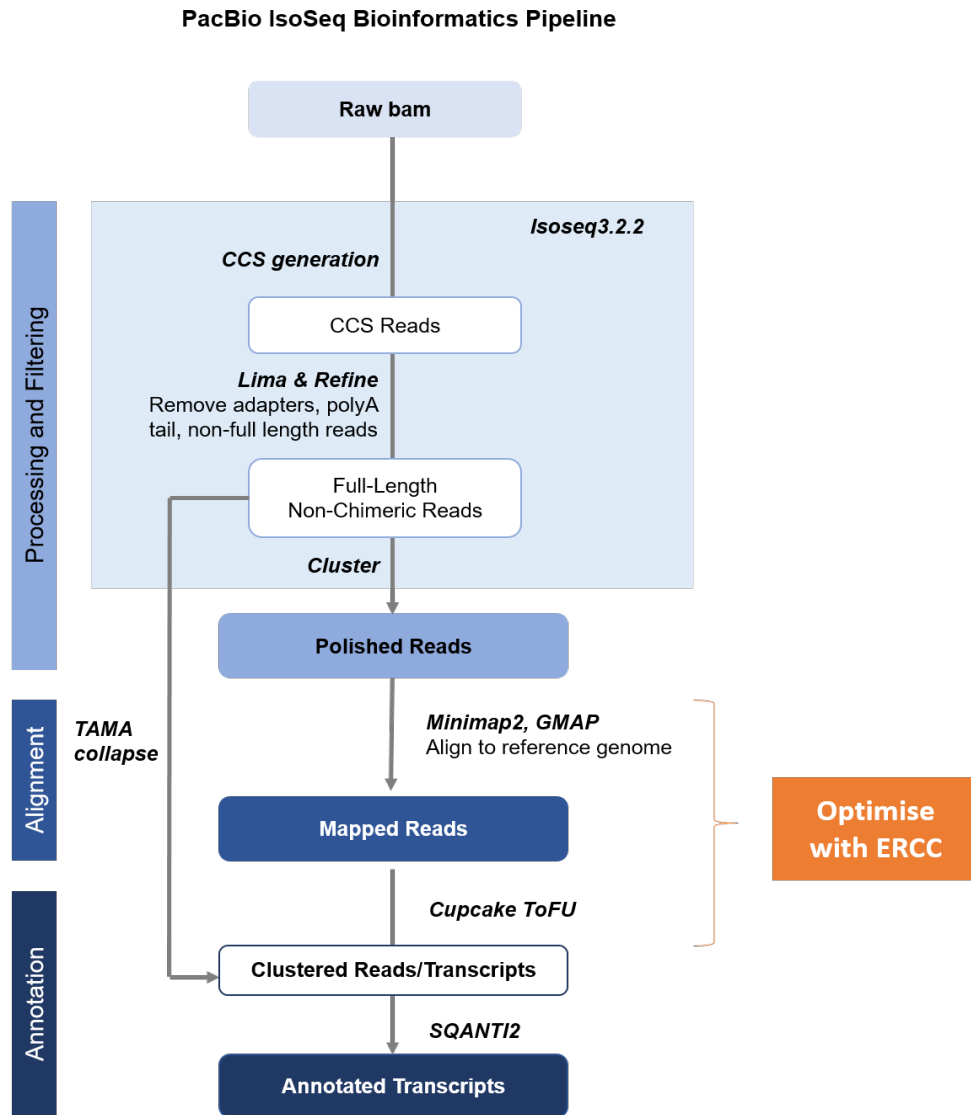 PacBio IsoSeq Bioinformatics Pipeline
Raw bam
Processing and Filtering
Isoseq3.2.2
CCS generation
CCS Reads
Lima & Refine
Remove adapters, polyA
tail, non-full length reads
Full-Length
Non-Chimeric Reads
Cluster
Polished Reads
Alignment
TAMA
collapse
Minimap2, GMAP
Align to reference genome
Optimise
with ERCC
Mapped Reads
Annotation
Cupcake ToFU
Clustered Reads/Transcripts
SQANTI2
Annotated Transcripts